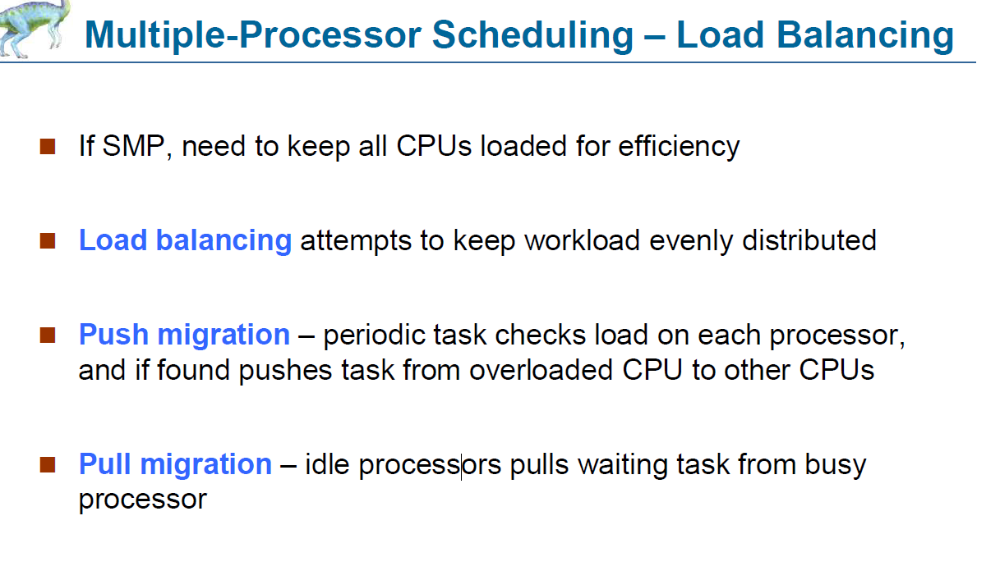 Multiple-Processor Scheduling – Load Balancing
If SMP, need to keep all CPUs loaded for efficiency
Load balancing attempts to keep workload evenly distributed
Push migration – periodic task checks load on each processor,
and if found pushes task from overloaded CPU to other CPUs
Pull migration – idle processors pulls waiting task from busy
processor